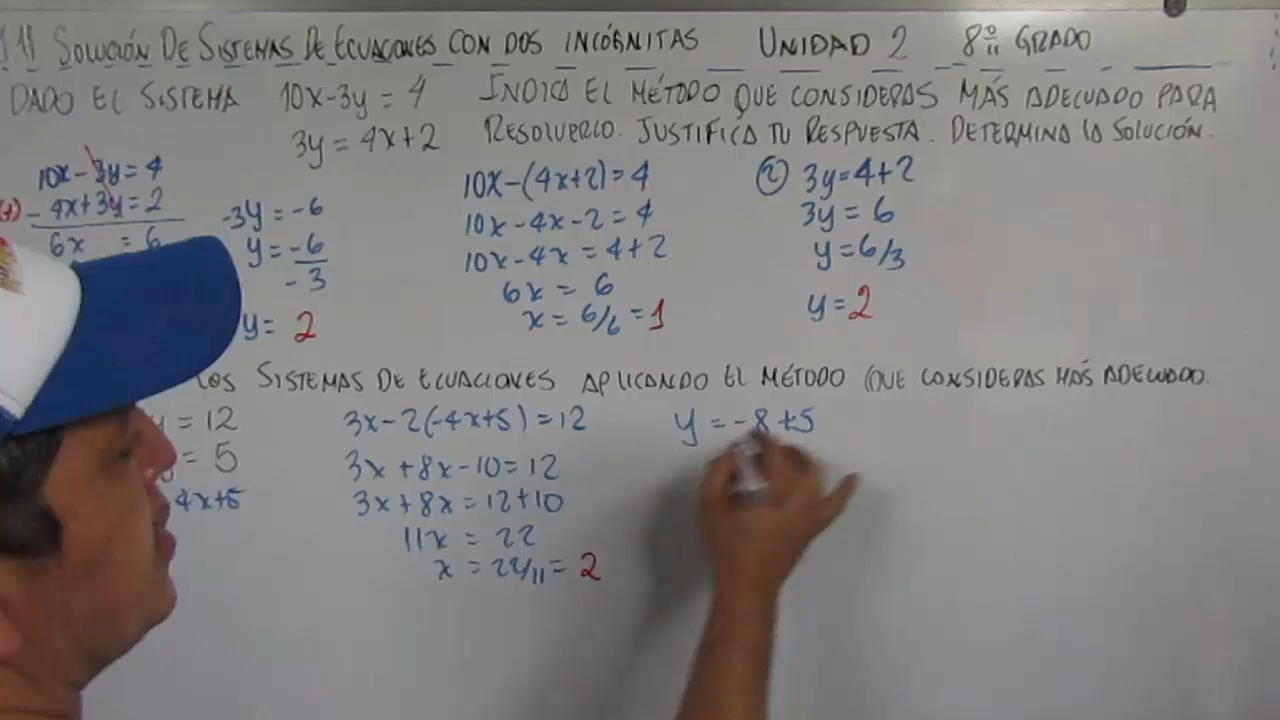 1.11 SOLUCIÓN DE SISTEMAS DE ECUACIONES CON DOS INCÓGNITAS UNIDAD 2 8º GRADO
DADO EL SISTEMA 10x-3y = 4 INDICA EL MÉTODO QUE CONSIDERAS MÁS ADECUADO PARA
3y = 4x+2 RESOLVERLO. JUSTIFICA TU RESPUESTA. DETERMINA LA SOLUCIÓN.
10x - 3y = 4
(+) - 4x+3y = 2
6x = 6
-3y = -6
y = -6
- 3
y = 2
10x-(4x+2)=4
10x-4x-2=4
10x-4x=4+2
6x = 6
x = 6/6 = 1
② 3y=4+2
3y = 6
y=6/3
y=2
LOS SISTEMAS DE ECUACIONES APLICANDO EL MÉTODO QUE CONSIDERAS MÁS ADECUADO.
y = 12
y = 5
4x+5
3x-2(-4x+5)=12
3x+8x-10=12
3x+8x=12+10
11x = 22
x = 22/11 = 2
y = -8+5